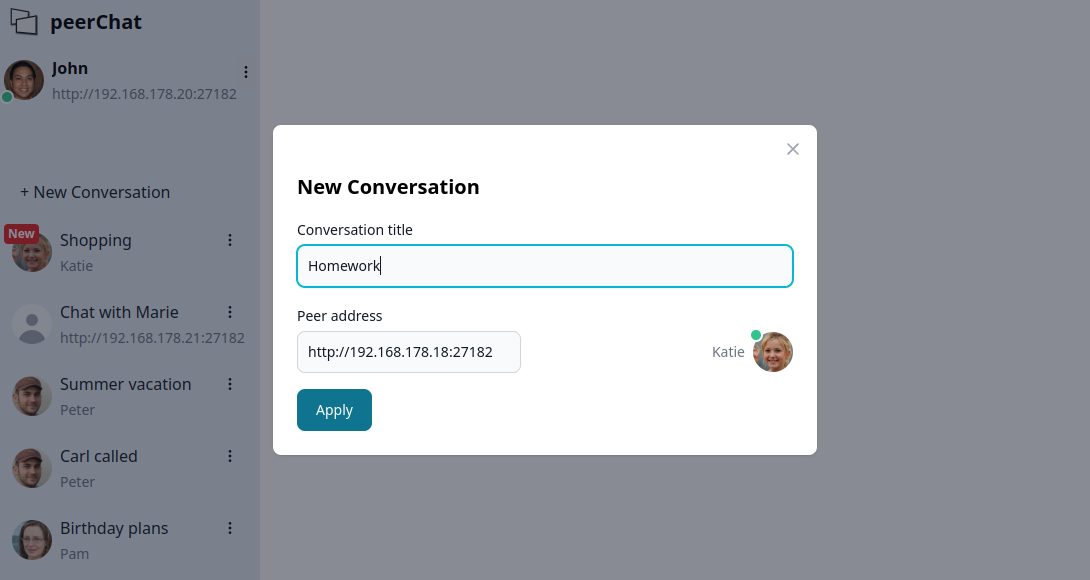 peerChat
John
http://192.168.178.20:27182
+ New Conversation
New
Shopping
Katie
Chat with Marie
http://192.168.178.21:27182
Summer vacation
Peter
Carl called
Peter
Birthday plans
Pam
New Conversation
Conversation title
Homework
Peer address
http://192.168.178.18:27182
Katie
Apply